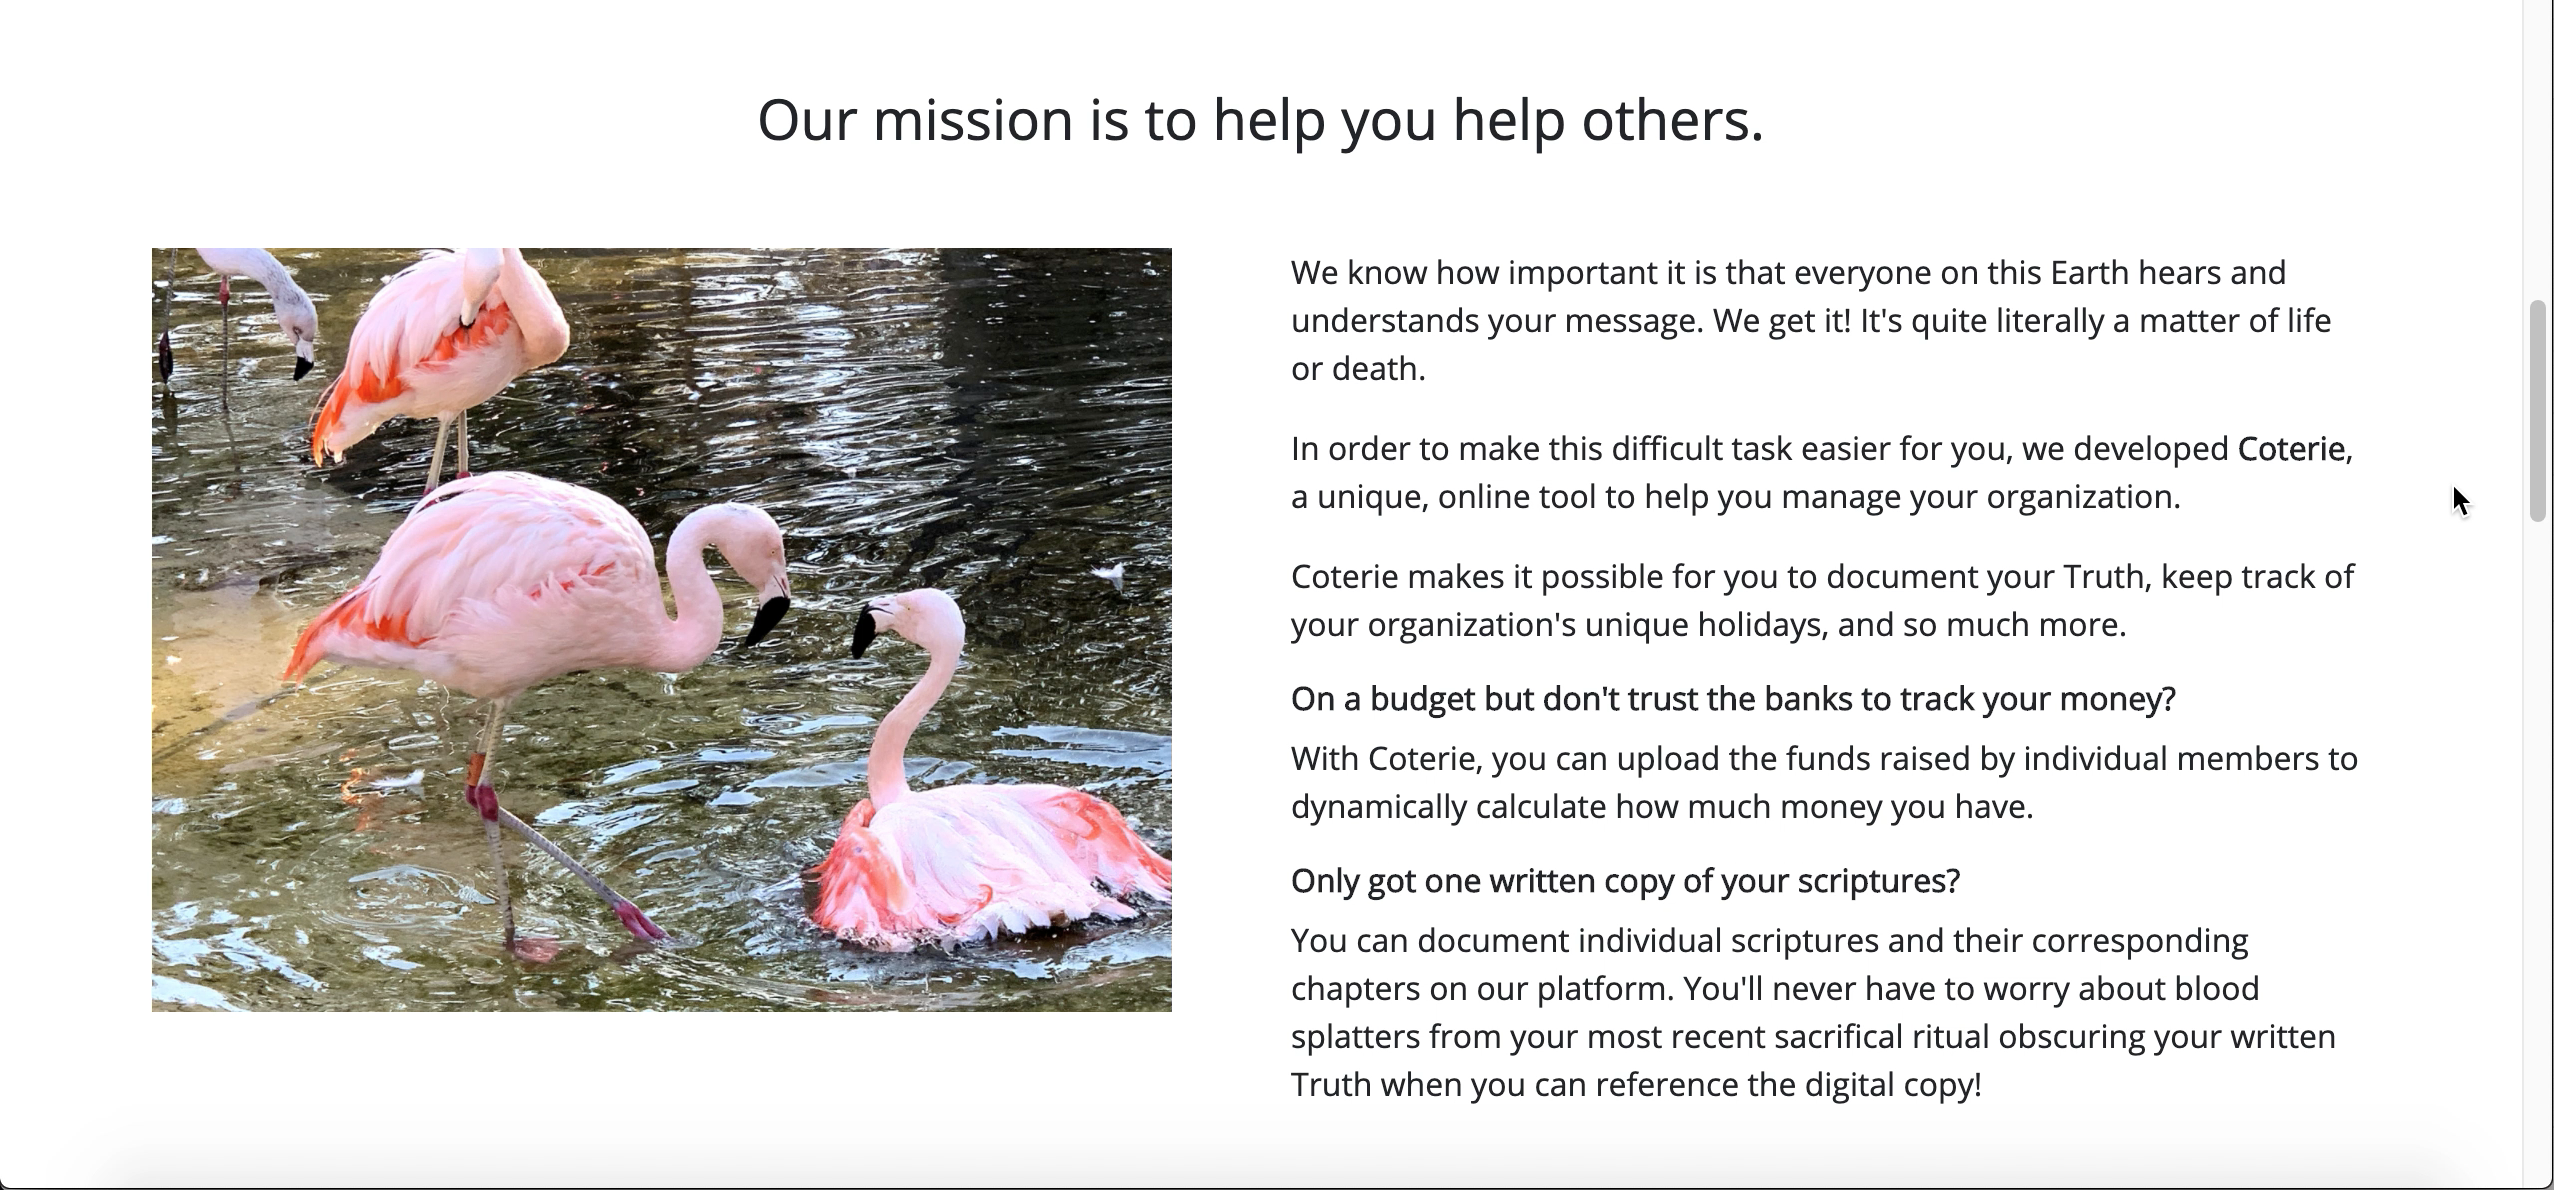 Our mission is to help you help others.
We know how important it is that everyone on this Earth hears and
understands your message. We get it! It's quite literally a matter of life
or death.
In order to make this difficult task easier for you, we developed Coterie,
a unique, online tool to help you manage your organization.
Coterie makes it possible for you to document your Truth, keep track of
your organization's unique holidays, and so much more.
On a budget but don't trust the banks to track your money?
With Coterie, you can upload the funds raised by individual members to
dynamically calculate how much money you have.
Only got one written copy of your scriptures?
You can document individual scriptures and their corresponding
chapters on our platform. You'll never have to worry about blood
splatters from your most recent sacrifical ritual obscuring your written
Truth when you can reference the digital copy!